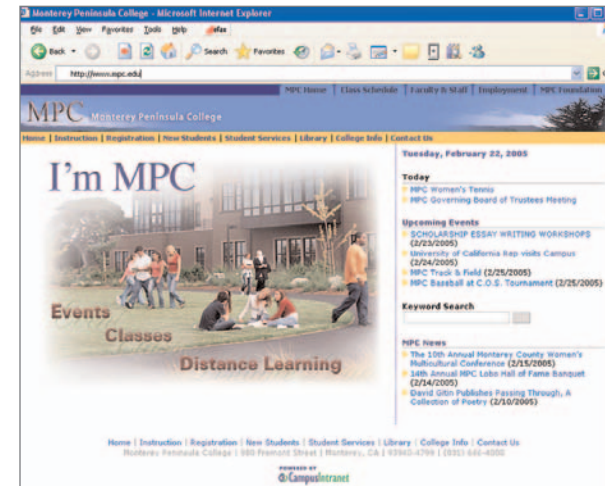 Monterey Peninsula College - Microsoft Internet Explorer
File Edit View Favorites Tools Help
Back Search Favorites
Address http://www.mpc.edu
MPC Home | Class Schedule | Faculty & Staff | Employment | MPC Foundation
MPC Monterey Peninsula College
Home | Instruction | Registration | New Students | Student Services | Library | College Info | Contact Us
Tuesday, February 22, 2005
I'm MPC
Today
MPC Women's Tennis
MPC Governing Board of Trustees Meeting
Upcoming Events
SCHOLARSHIP ESSAY WRITING WORKSHOPS
(2/23/2005)
University of California Rep visits Campus
(2/24/2005)
MPC Track & Field (2/25/2005)
MPC Baseball at C.O.S. Tournament (2/25/2005)
Keyword Search
Events
Classes
Distance Learning
MPC News
The 10th Annual Monterey County Women's
Multicultural Conference (2/15/2005)
14th Annual MPC Lobo Hall of Fame Banquet
(2/14/2005)
David Gitin Publishes Passing Through, A
Collection of Poetry (2/10/2005)
Home | Instruction | Registration | New Students | Student Services | Library | College Info | Contact Us
Monterey Peninsula College | 980 Fremont Street | Monterey, CA | 93940-4799 | (831) 646-4000
POWERED BY
CampusIntranet